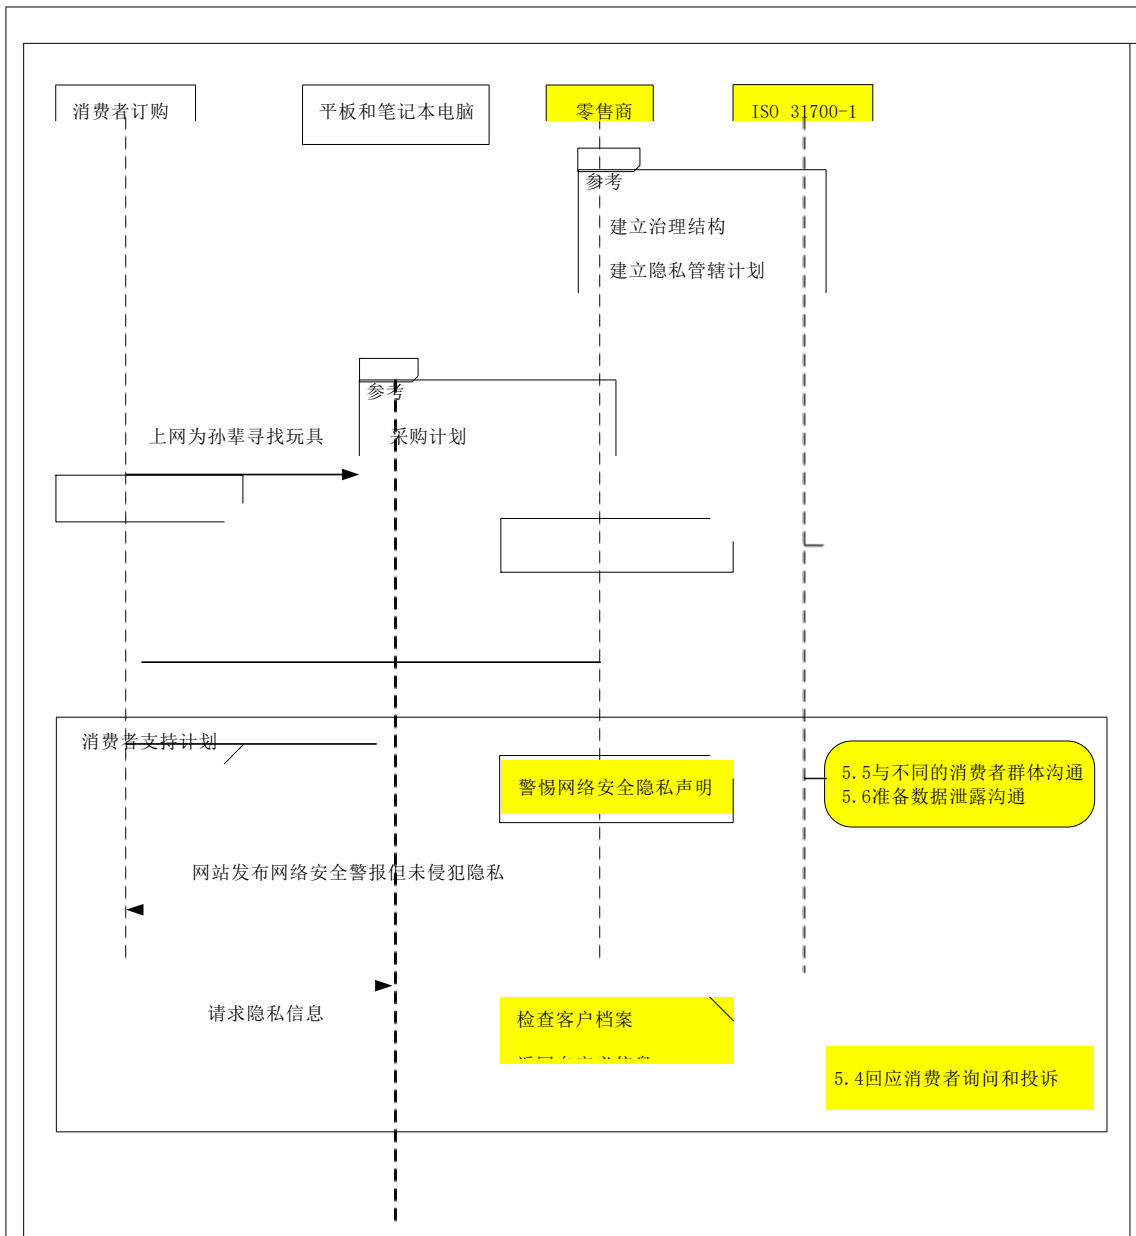 消费者订购
平板和笔记本电脑
零售商
ISO 31700-1
参考
建立治理结构
建立隐私管辖计划
参考
上网为孙辈寻找玩具
采购计划
消费者支持计划
警惕网络安全隐私声明
5.5与不同的消费者群体沟通
5.6准备数据泄露沟通
网站发布网络安全警报但未侵犯隐私
请求隐私信息
检查客户档案
5.4回应消费者询问和投诉